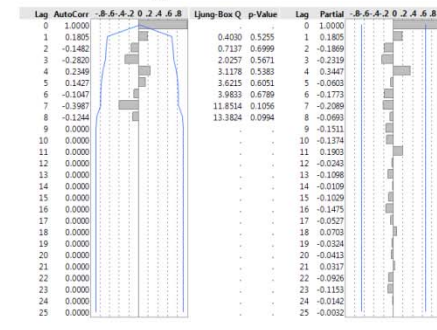 Lag AutoCorr -.8-.6-.4-.2 0 .2 .4 .6 .8 Ljung-Box Q p-Value Lag Partial -.8-.6-.4-.2 0 .2 .4 .6 .8
0 1.0000 . . 0 1.0000
1 0.1805 0.4030 0.5255 1 0.1805
2 -0.1482 0.7137 0.6999 2 -0.1869
3 -0.2820 2.0257 0.5671 3 -0.2319
4 0.2349 3.1178 0.5383 4 0.3447
5 0.1427 3.6215 0.6051 5 -0.0603
6 -0.1047 3.9833 0.6789 6 -0.1773
7 -0.3987 11.8514 0.1056 7 -0.2089
8 -0.1244 13.3824 0.0994 8 -0.0693
9 0.0000 . . 9 -0.1511
10 0.0000 . . 10 -0.1374
11 0.0000 . . 11 0.1903
12 0.0000 . . 12 -0.0243
13 0.0000 . . 13 -0.1098
14 0.0000 . . 14 -0.0109
15 0.0000 . . 15 -0.1029
16 0.0000 . . 16 -0.1475
17 0.0000 . . 17 -0.0527
18 0.0000 . . 18 0.0703
19 0.0000 . . 19 -0.0324
20 0.0000 . . 20 -0.0413
21 0.0000 . . 21 0.0317
22 0.0000 . . 22 -0.0926
23 0.0000 . . 23 -0.1153
24 0.0000 . . 24 -0.0142
25 0.0000 . . 25 -0.0032